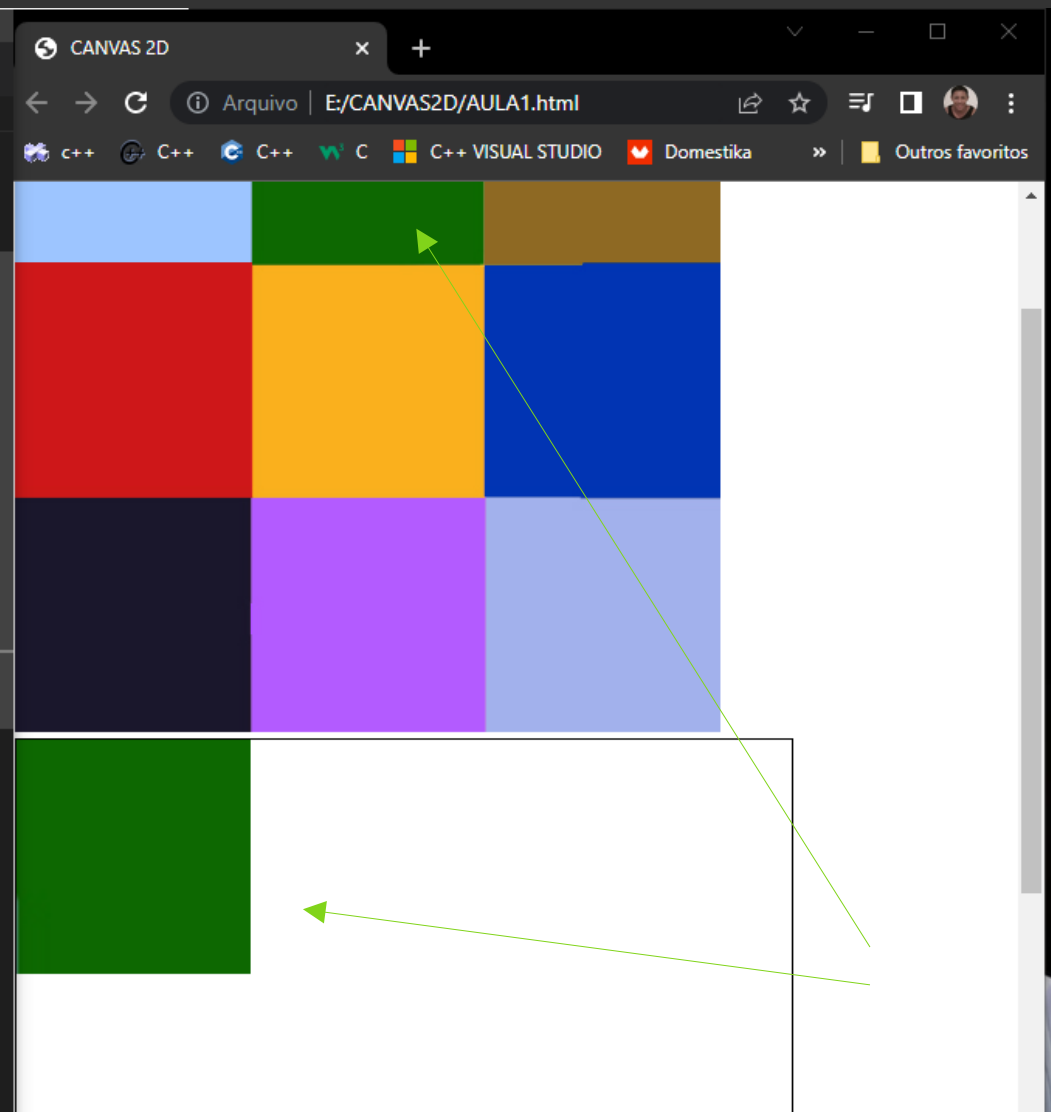 CANVAS 2D
Arquivo E:/CANVAS2D/AULA1.html
c++ C++ C++ C C++ VISUAL STUDIO Domestika » Outros favoritos